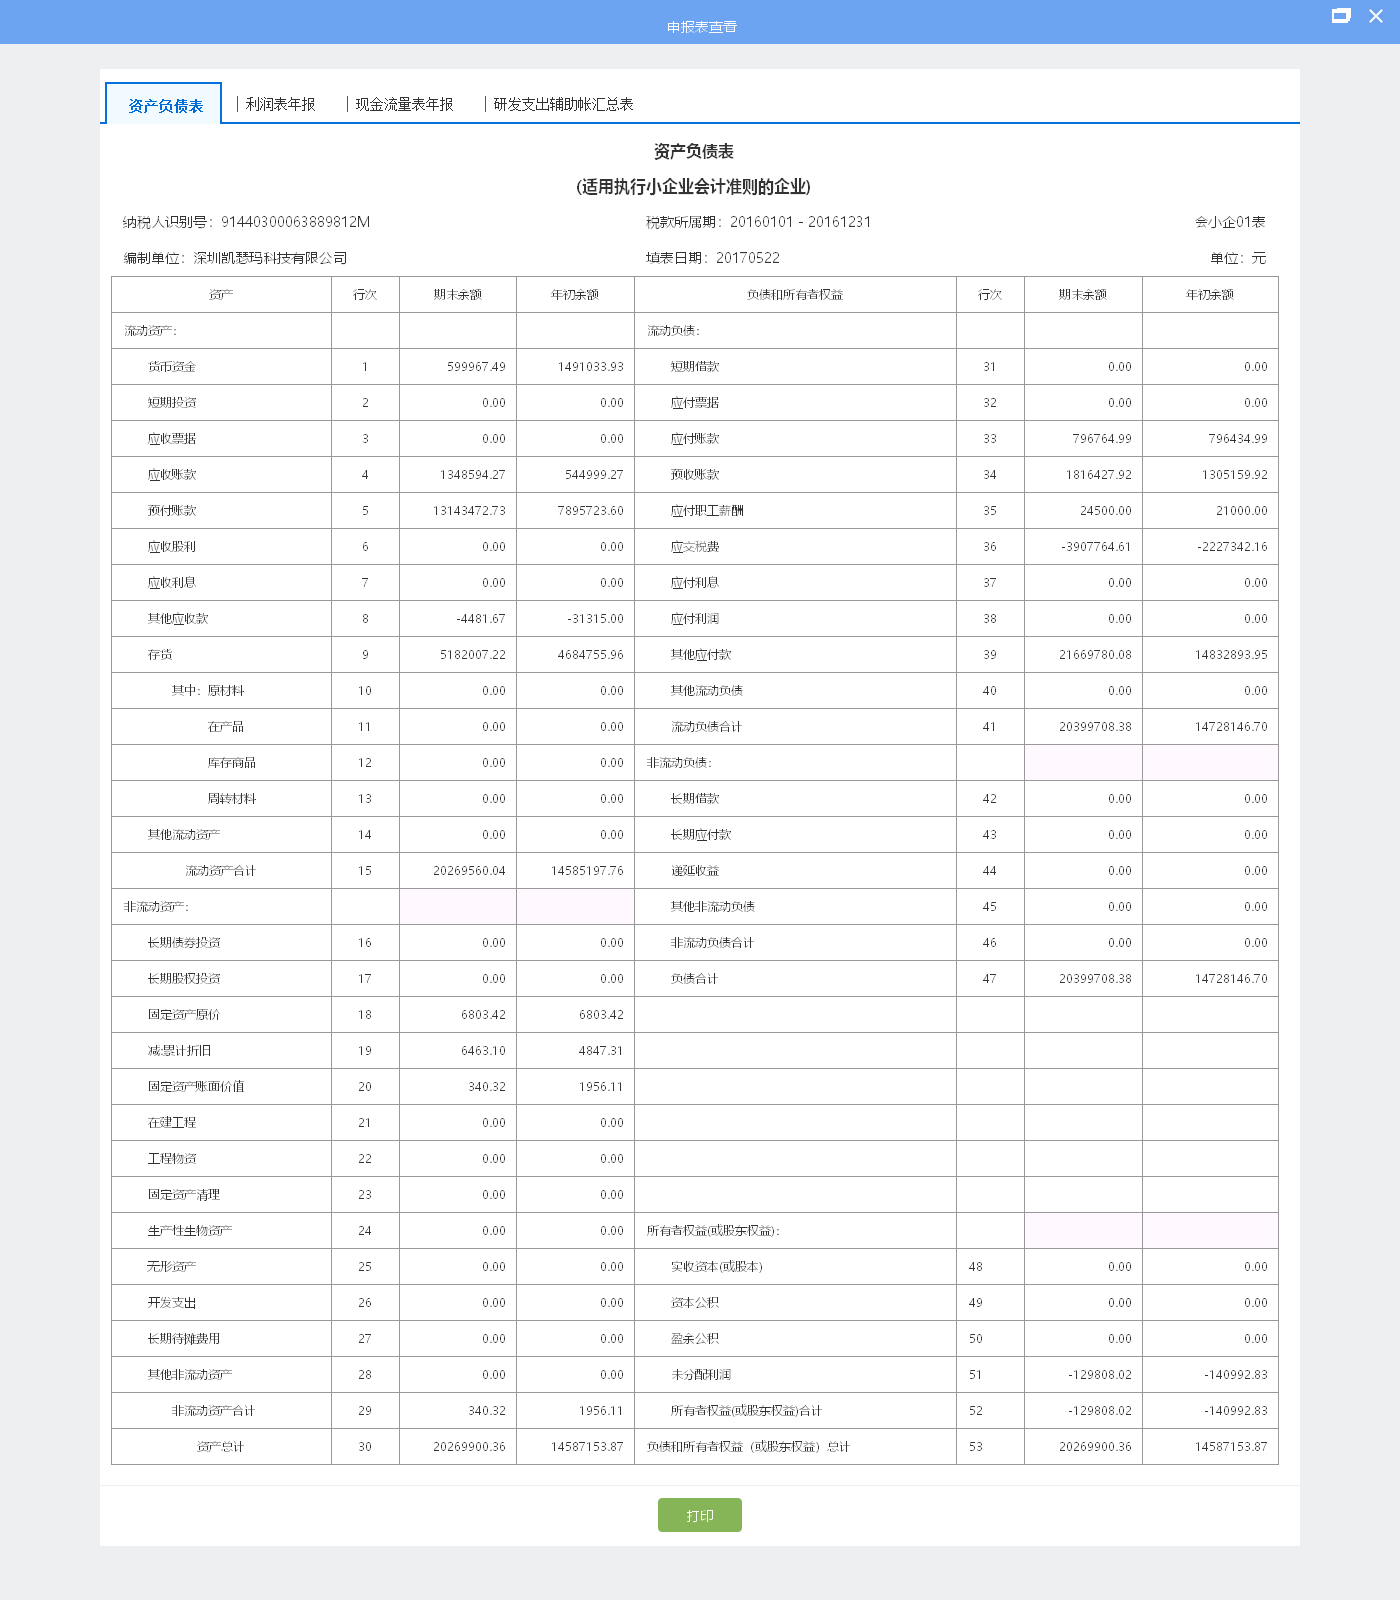 申报表查看
资产负债表 利润表年报 现金流量表年报 研发支出辅助帐汇总表
资产负债表
(适用执行小企业会计准则的企业)
纳税人识别号：91440300063889812M 税款所属期：20160101 - 20161231 会小企01表
编制单位：深圳凯瑟玛科技有限公司 填表日期：20170522 单位：元
资产 行次 期末余额 年初余额 负债和所有者权益 行次 期末余额 年初余额
流动资产： 流动负债：
货币资金 1 599967.49 1491033.93 短期借款 31 0.00 0.00
短期投资 2 0.00 0.00 应付票据 32 0.00 0.00
应收票据 3 0.00 0.00 应付账款 33 796764.99 796434.99
应收账款 4 1348594.27 544999.27 预收账款 34 1816427.92 1305159.92
预付账款 5 13143472.73 7895723.60 应付职工薪酬 35 24500.00 21000.00
应收股利 6 0.00 0.00 应交税费 36 -3907764.61 -2227342.16
应收利息 7 0.00 0.00 应付利息 37 0.00 0.00
其他应收款 8 -4481.67 -31315.00 应付利润 38 0.00 0.00
存货 9 5182007.22 4684755.96 其他应付款 39 21669780.08 14832893.95
其中：原材料 10 0.00 0.00 其他流动负债 40 0.00 0.00
在产品 11 0.00 0.00 流动负债合计 41 20399708.38 14728146.70
库存商品 12 0.00 0.00 非流动负债：
周转材料 13 0.00 0.00 长期借款 42 0.00 0.00
其他流动资产 14 0.00 0.00 长期应付款 43 0.00 0.00
流动资产合计 15 20269560.04 14585197.76 递延收益 44 0.00 0.00
非流动资产： 其他非流动负债 45 0.00 0.00
长期债券投资 16 0.00 0.00 非流动负债合计 46 0.00 0.00
长期股权投资 17 0.00 0.00 负债合计 47 20399708.38 14728146.70
固定资产原价 18 6803.42 6803.42
减:累计折旧 19 6463.10 4847.31
固定资产账面价值 20 340.32 1956.11
在建工程 21 0.00 0.00
工程物资 22 0.00 0.00
固定资产清理 23 0.00 0.00
生产性生物资产 24 0.00 0.00 所有者权益(或股东权益)：
无形资产 25 0.00 0.00 实收资本(或股本) 48 0.00 0.00
开发支出 26 0.00 0.00 资本公积 49 0.00 0.00
长期待摊费用 27 0.00 0.00 盈余公积 50 0.00 0.00
其他非流动资产 28 0.00 0.00 未分配利润 51 -129808.02 -140992.83
非流动资产合计 29 340.32 1956.11 所有者权益(或股东权益)合计 52 -129808.02 -140992.83
资产总计 30 20269900.36 14587153.87 负债和所有者权益（或股东权益）总计 53 20269900.36 14587153.87
打印